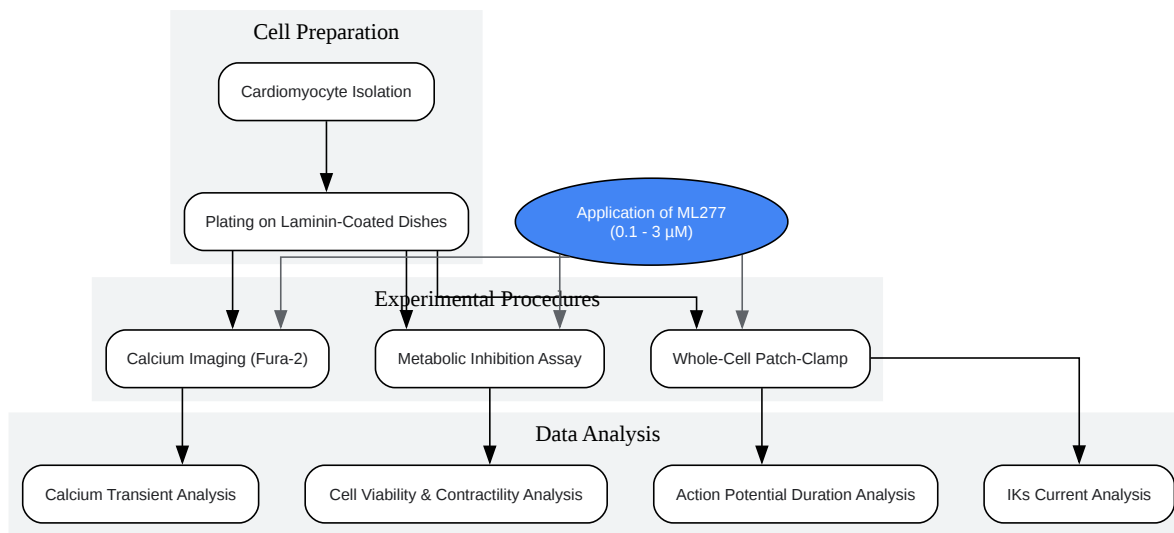 Cell Preparation
Cardiomyocyte Isolation
Plating on Laminin-Coated Dishes
Application of ML277
(0.1 - 3 µM)
Experimental Procedures
Calcium Imaging (Fura-2)
Metabolic Inhibition Assay
Whole-Cell Patch-Clamp
Data Analysis
Calcium Transient Analysis
Cell Viability & Contractility Analysis
Action Potential Duration Analysis
IKs Current Analysis